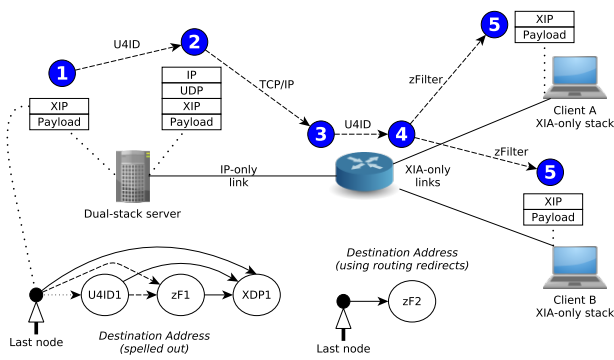 5
XIP
Payload
U4ID
2
1
zFilter
IP
UDP
XIP
Payload
TCP/IP
XIP
Payload
Client A
XIA-only stack
3
U4ID
4
zFilter
5
IP-only
link
XIA-only
links
XIP
Payload
Dual-stack server
Destination Address
(using routing redirects)
U4ID1
zF1
XDP1
zF2
Client B
XIA-only stack
Last node
Destination Address
(spelled out)
Last node